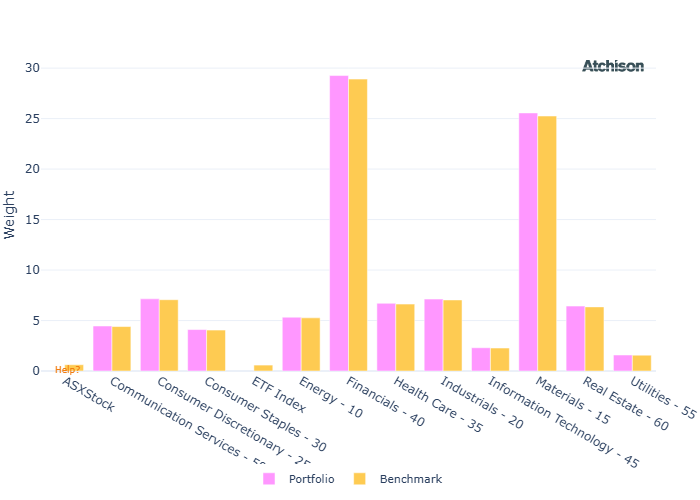 Atchison
30
25
20
15
10
5
0
Weight
Help?
ASXStock
Communication Services - 50
Consumer Discretionary - 25
Consumer Staples - 30
ETF Index
Energy - 10
Financials - 40
Health Care - 35
Industrials - 20
Information Technology - 45
Materials - 15
Real Estate - 60
Utilities - 55
Portfolio
Benchmark